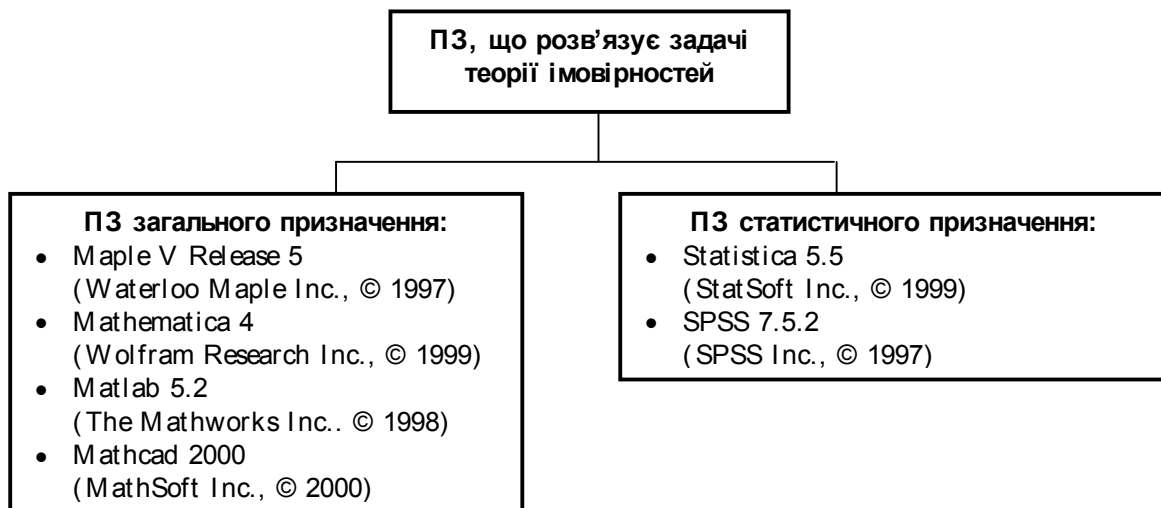 ПЗ, що розв’язує задачі
теорії імовірностей
ПЗ загального призначення:
• Maple V Release 5
(Waterloo Maple Inc., © 1997)
• Mathematica 4
(Wolfram Research Inc., © 1999)
• Matlab 5.2
(The Mathworks Inc.. © 1998)
• Mathcad 2000
(MathSoft Inc., © 2000)
ПЗ статистичного призначення:
• Statistica 5.5
(StatSoft Inc., © 1999)
• SPSS 7.5.2
(SPSS Inc., © 1997)